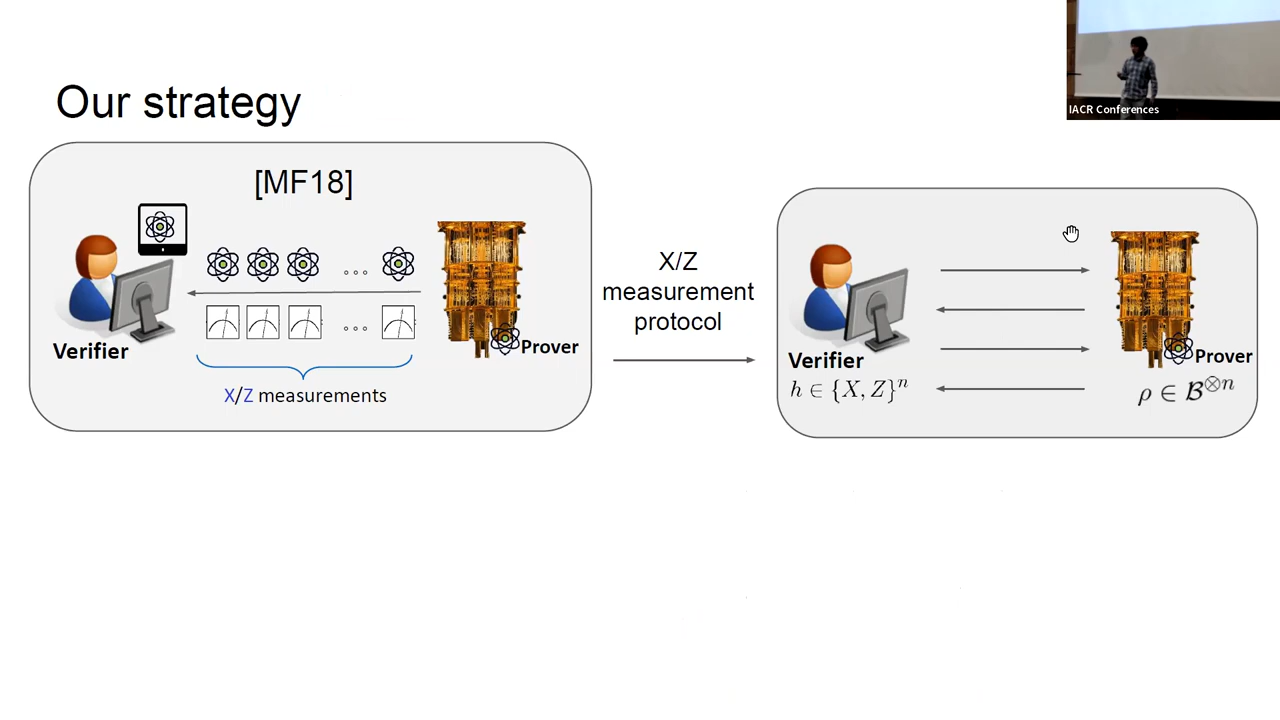 IACR Conferences
Our strategy
[MF18]
Verifier
Prover
X/Z measurements
X/Z
measurement
protocol
Verifier
Prover
h ∈ {X, Z}ⁿ
ρ ∈ 𝓑^{⊗n}